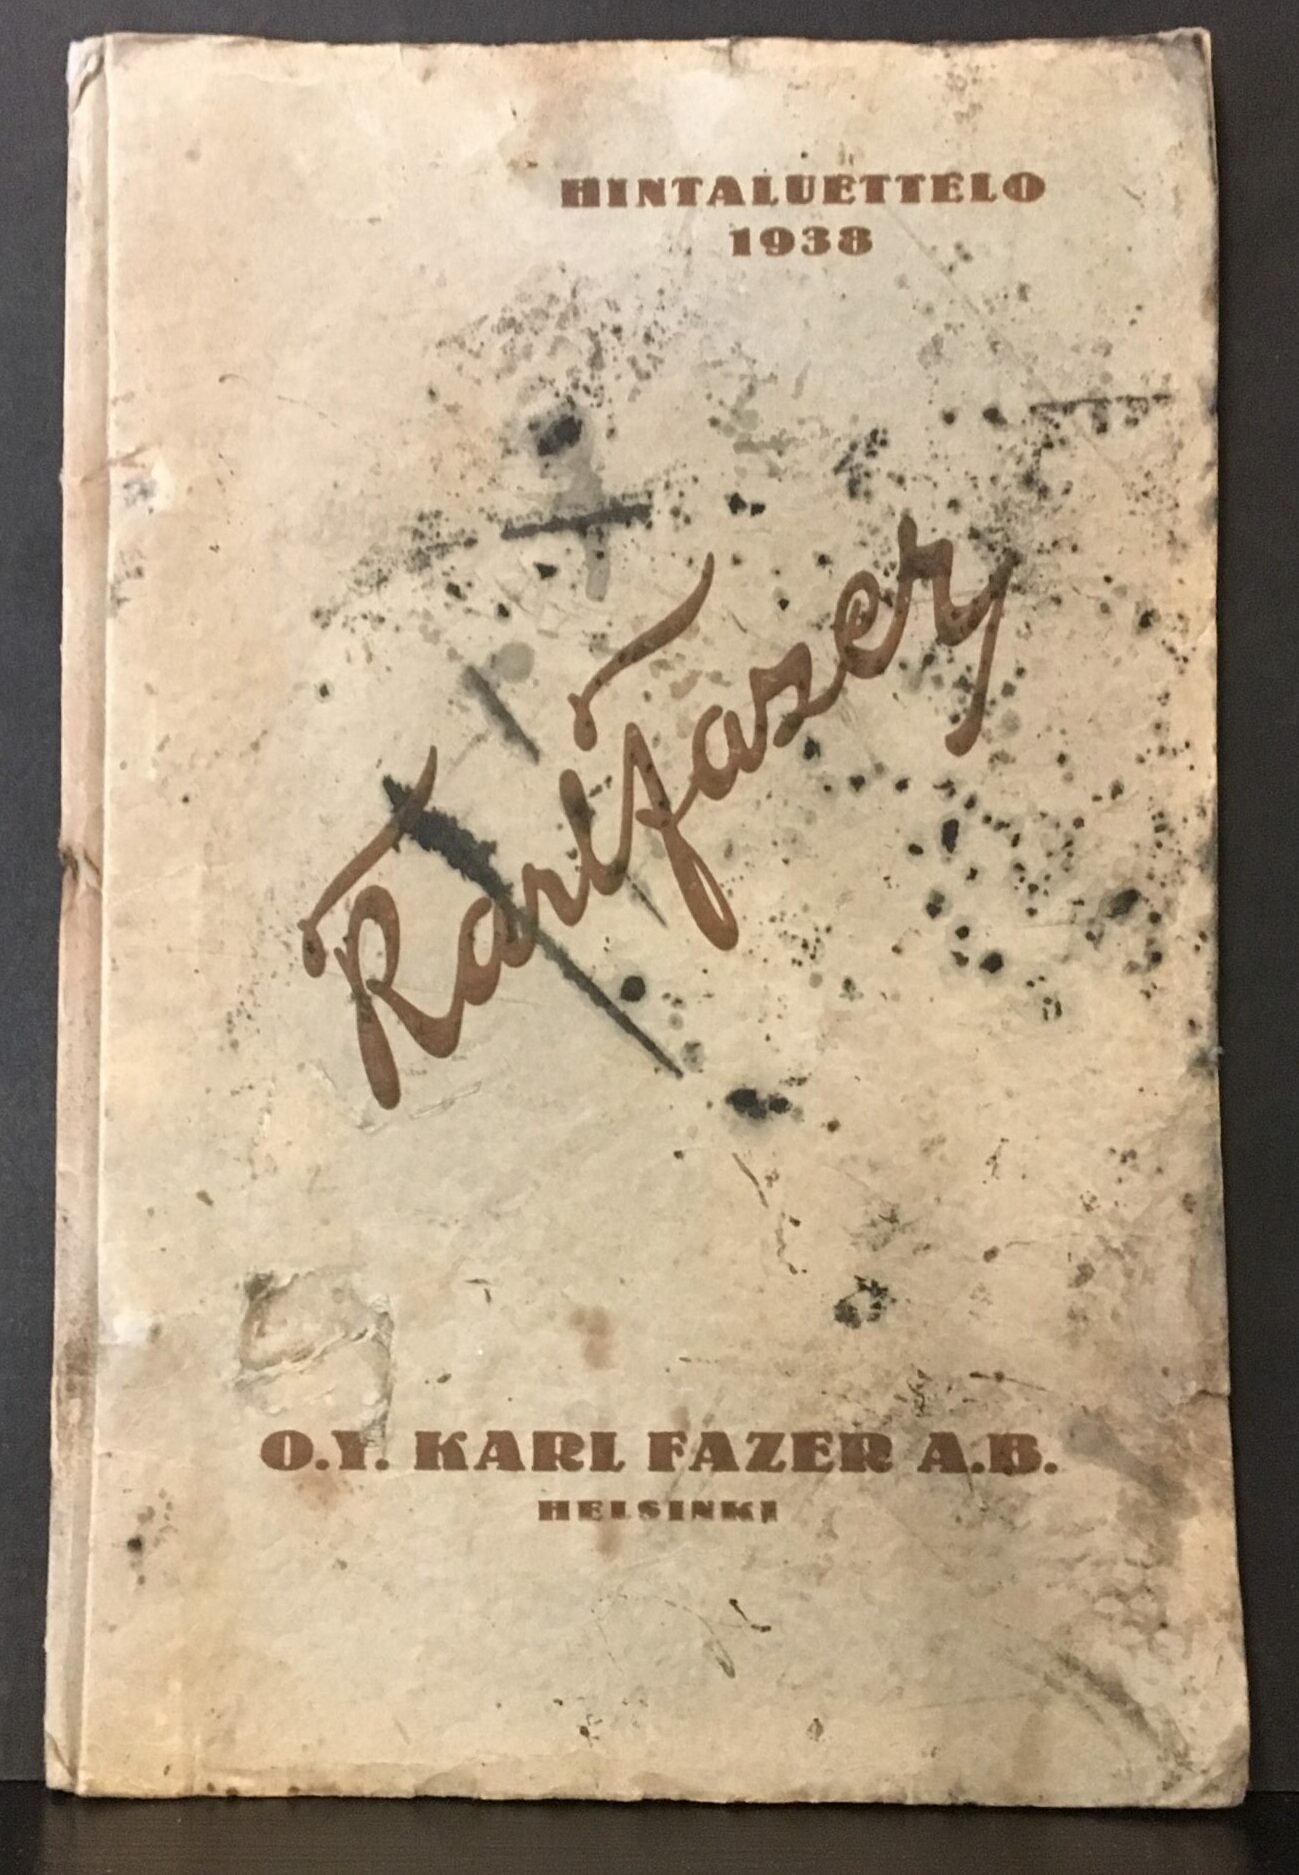 HINTALUETTELO
1938
Karl Fazer
O.Y. KARL FAZER A.B.
HELSINKI